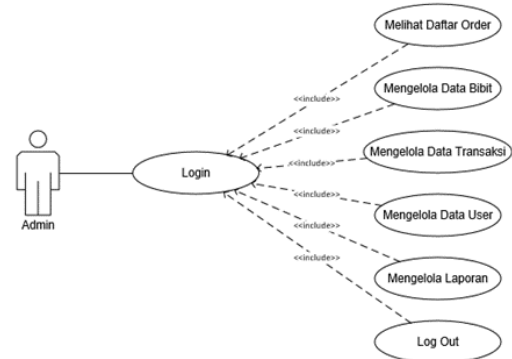 Melihat Daftar Order
<<include>>
Mengelola Data Bibit
<<include>>
Mengelola Data Transaksi
<<include>>
Login
Mengelola Data User
<<include>>
Admin
<<include>>
Mengelola Laporan
<<include>>
Log Out